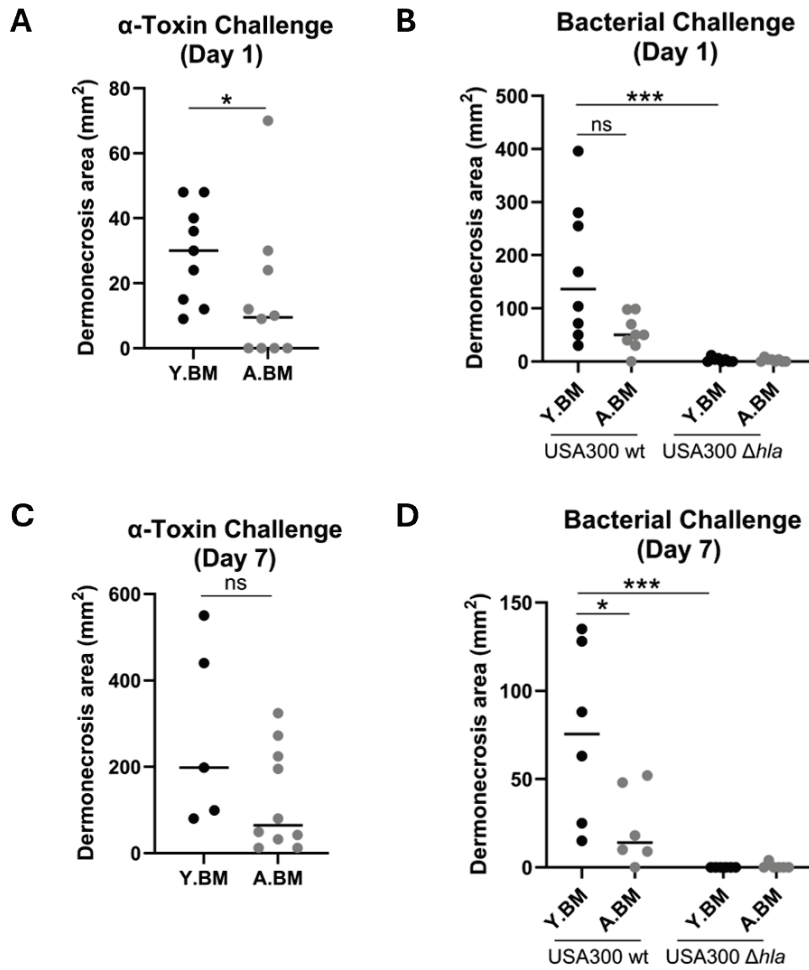 A
α-Toxin Challenge
(Day 1)
Dermonecrosis area (mm²)
80
60
40
20
0
*
Y.BM
A.BM
B
Bacterial Challenge
(Day 1)
Dermonecrosis area (mm²)
500
400
300
200
100
0
***
ns
Y.BM
A.BM
Y.BM
A.BM
USA300 wt
USA300 Δhla
C
α-Toxin Challenge
(Day 7)
Dermonecrosis area (mm²)
600
400
200
0
ns
Y.BM
A.BM
D
Bacterial Challenge
(Day 7)
Dermonecrosis area (mm²)
150
100
50
0
***
*
Y.BM
A.BM
Y.BM
A.BM
USA300 wt
USA300 Δhla